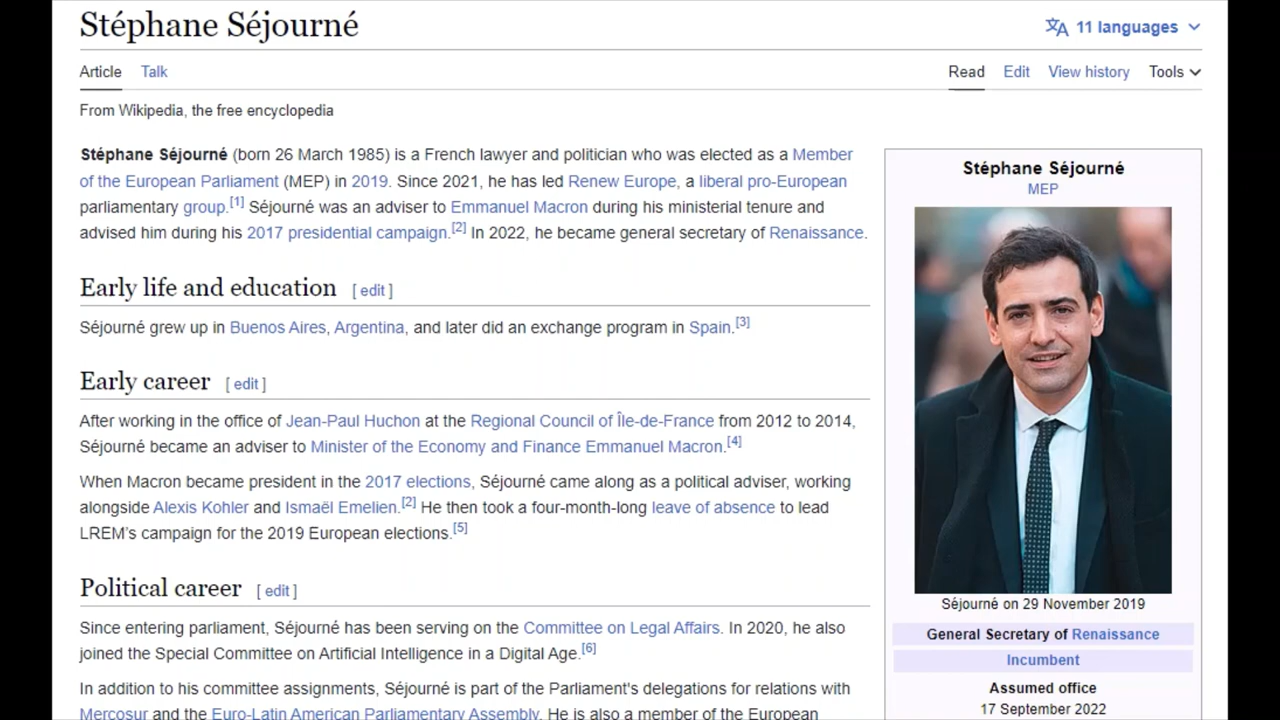 Stéphane Séjourné
11 languages
Article Talk
Read Edit View history Tools
From Wikipedia, the free encyclopedia
Stéphane Séjourné (born 26 March 1985) is a French lawyer and politician who was elected as a Member
of the European Parliament (MEP) in 2019. Since 2021, he has led Renew Europe, a liberal pro-European
parliamentary group.[1] Séjourné was an adviser to Emmanuel Macron during his ministerial tenure and
advised him during his 2017 presidential campaign.[2] In 2022, he became general secretary of Renaissance.
Early life and education [ edit ]
Séjourné grew up in Buenos Aires, Argentina, and later did an exchange program in Spain.[3]
Early career [ edit ]
After working in the office of Jean-Paul Huchon at the Regional Council of Île-de-France from 2012 to 2014,
Séjourné became an adviser to Minister of the Economy and Finance Emmanuel Macron.[4]
When Macron became president in the 2017 elections, Séjourné came along as a political adviser, working
alongside Alexis Kohler and Ismaël Emelien.[2] He then took a four-month-long leave of absence to lead
LREM's campaign for the 2019 European elections.[5]
Political career [ edit ]
Since entering parliament, Séjourné has been serving on the Committee on Legal Affairs. In 2020, he also
joined the Special Committee on Artificial Intelligence in a Digital Age.[6]
In addition to his committee assignments, Séjourné is part of the Parliament's delegations for relations with
Mercosur and the Euro-Latin American Parliamentary Assembly. He is also a member of the European
Stéphane Séjourné
MEP
Séjourné on 29 November 2019
General Secretary of Renaissance
Incumbent
Assumed office
17 September 2022